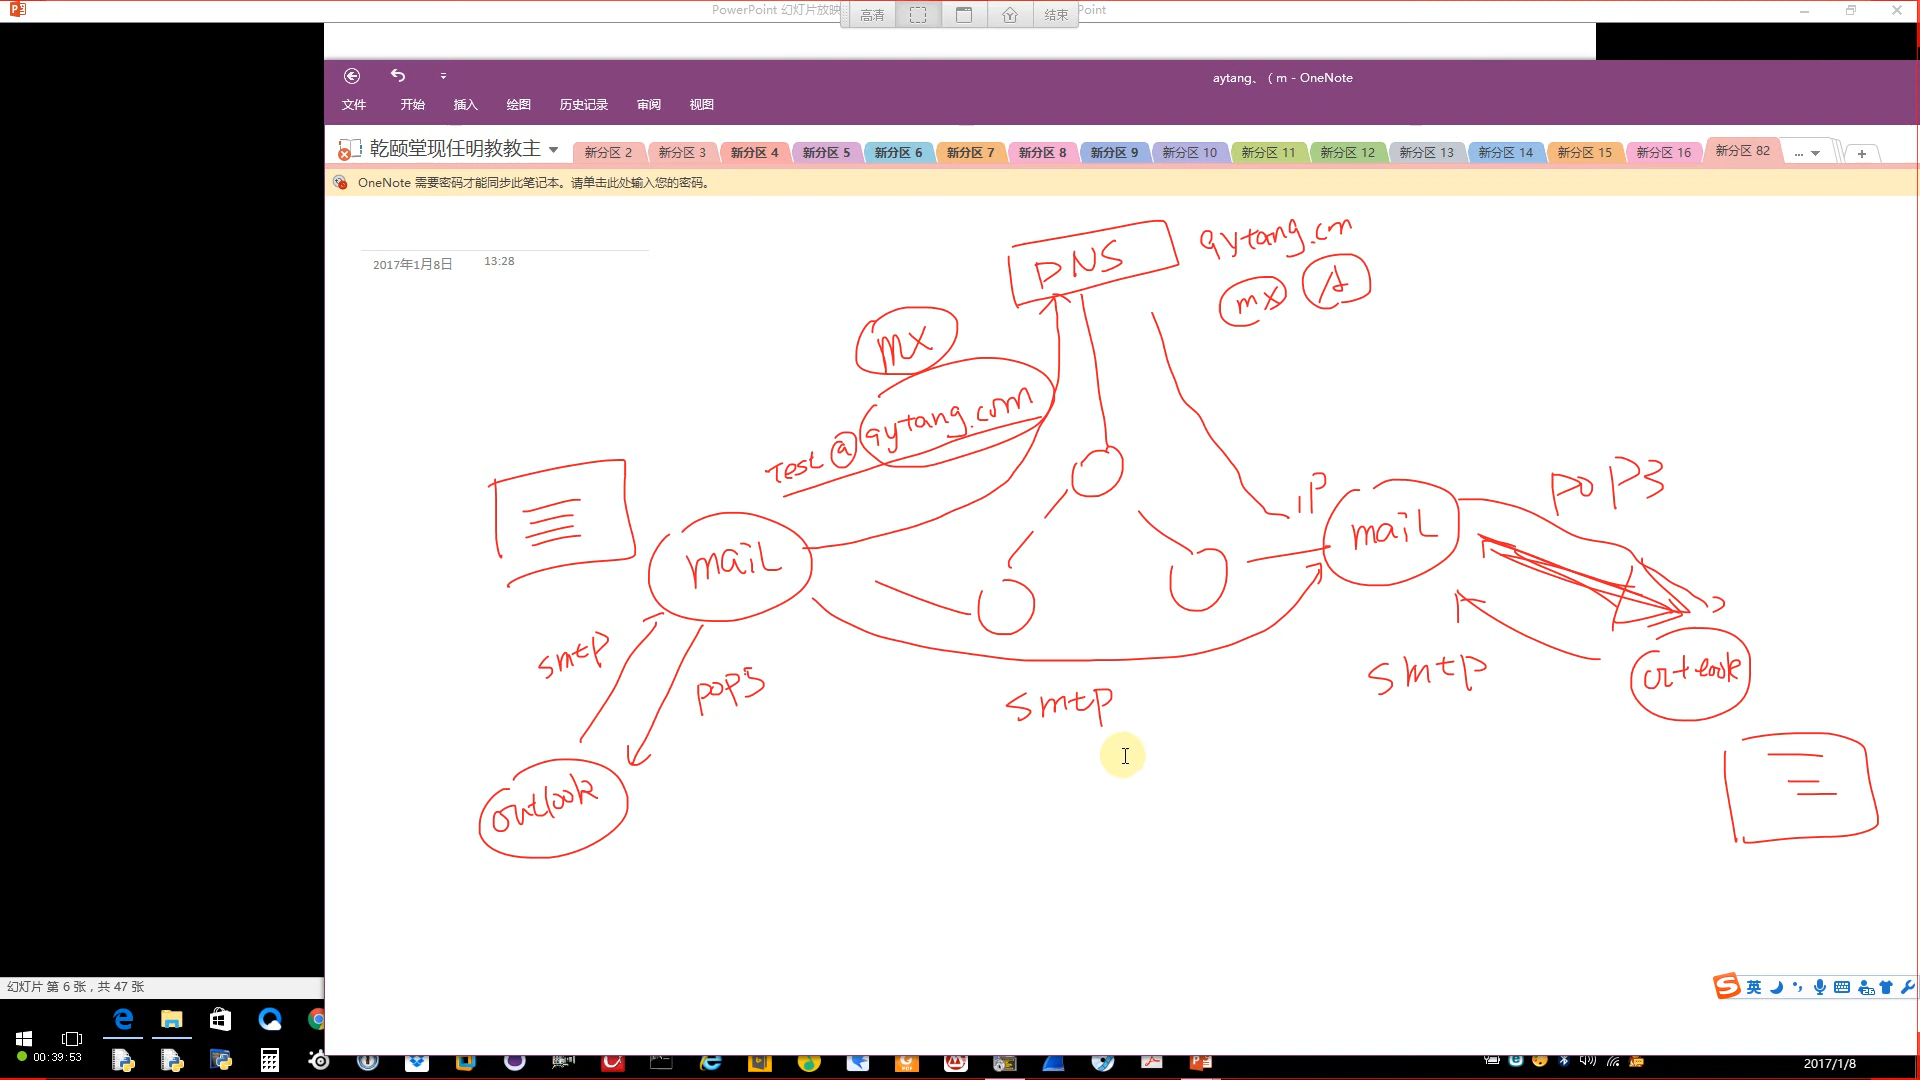 PowerPoint 幻灯片放映
高清
结束
Point
aytang、（m - OneNote
文件 开始 插入 绘图 历史记录 审阅 视图
乾颐堂现任明教教主
新分区 2 新分区 3 新分区 4 新分区 5 新分区 6 新分区 7 新分区 8 新分区 9 新分区 10 新分区 11 新分区 12 新分区 13 新分区 14 新分区 15 新分区 16 新分区 82 ... +
OneNote 需要密码才能同步此笔记本。请单击此处输入您的密码。
2017年1月8日 13:28
DNS
qytang.cm
mx A
mx
Test @ qytang.com
IP
pop3
mail
mail
smtp
pop3
smtp
smtp
outlook
outlook
幻灯片 第 6 张，共 47 张
英
00:39:53
2017/1/8